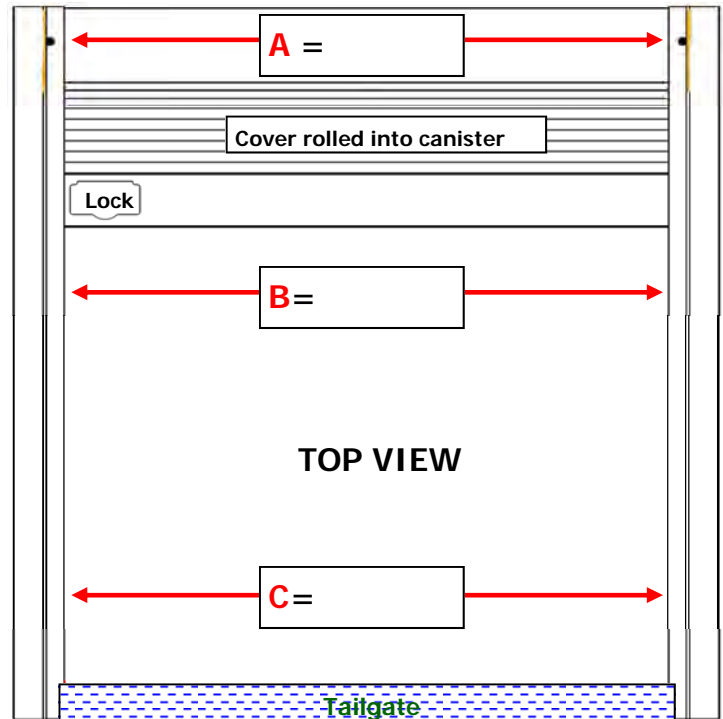 A =
Cover rolled into canister
Lock
B=
TOP VIEW
C=
Tailgate